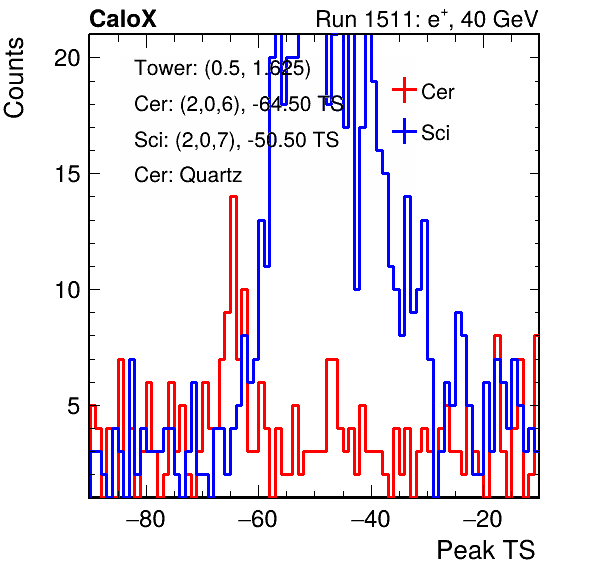 CaloX Run 1511: e⁺, 40 GeV
Counts
Tower: (0.5, 1.625)
Cer: (2,0,6), -64.50 TS
Sci: (2,0,7), -50.50 TS
Cer: Quartz
Cer
Sci
20
15
10
5
−80 −60 −40 −20
Peak TS